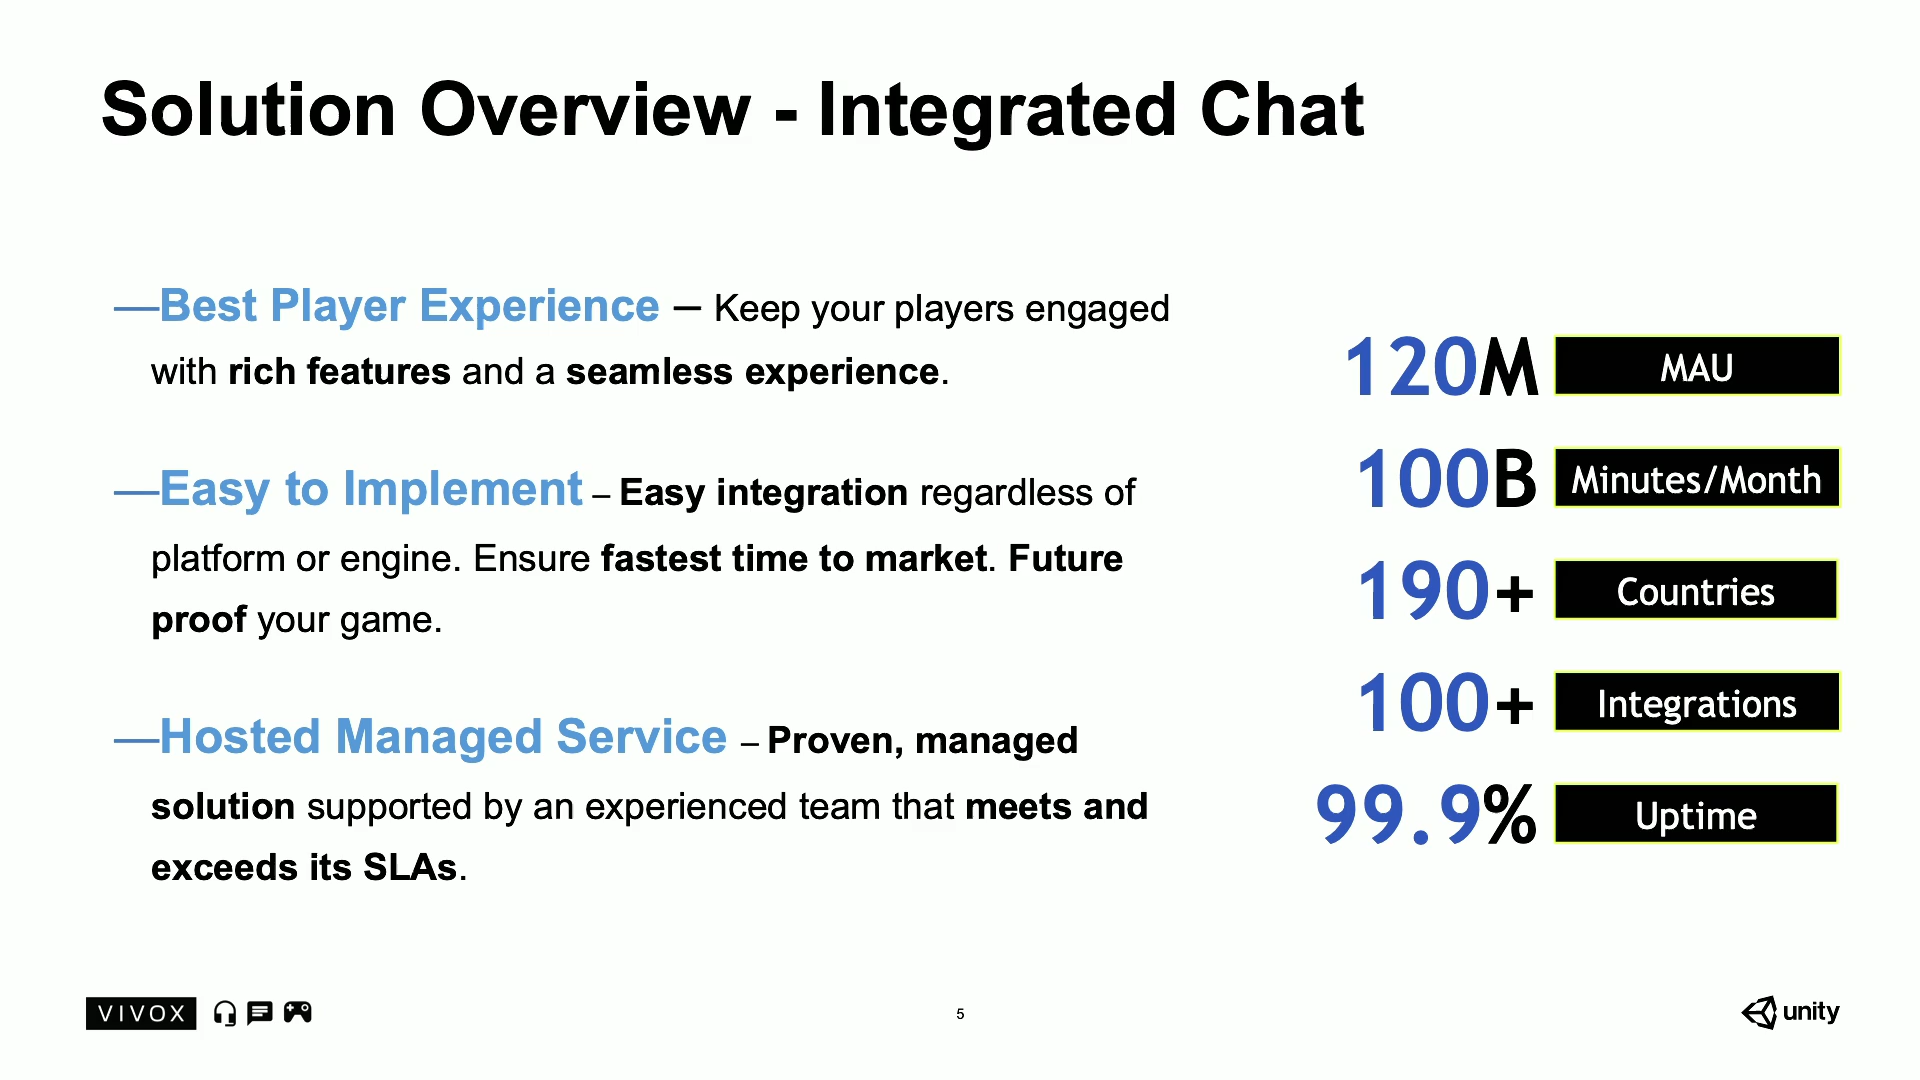 Solution Overview - Integrated Chat
—Best Player Experience – Keep your players engaged
with rich features and a seamless experience.
—Easy to Implement – Easy integration regardless of
platform or engine. Ensure fastest time to market. Future
proof your game.
—Hosted Managed Service – Proven, managed
solution supported by an experienced team that meets and
exceeds its SLAs.
120M MAU
100B Minutes/Month
190+ Countries
100+ Integrations
99.9% Uptime
VIVOX
5
unity